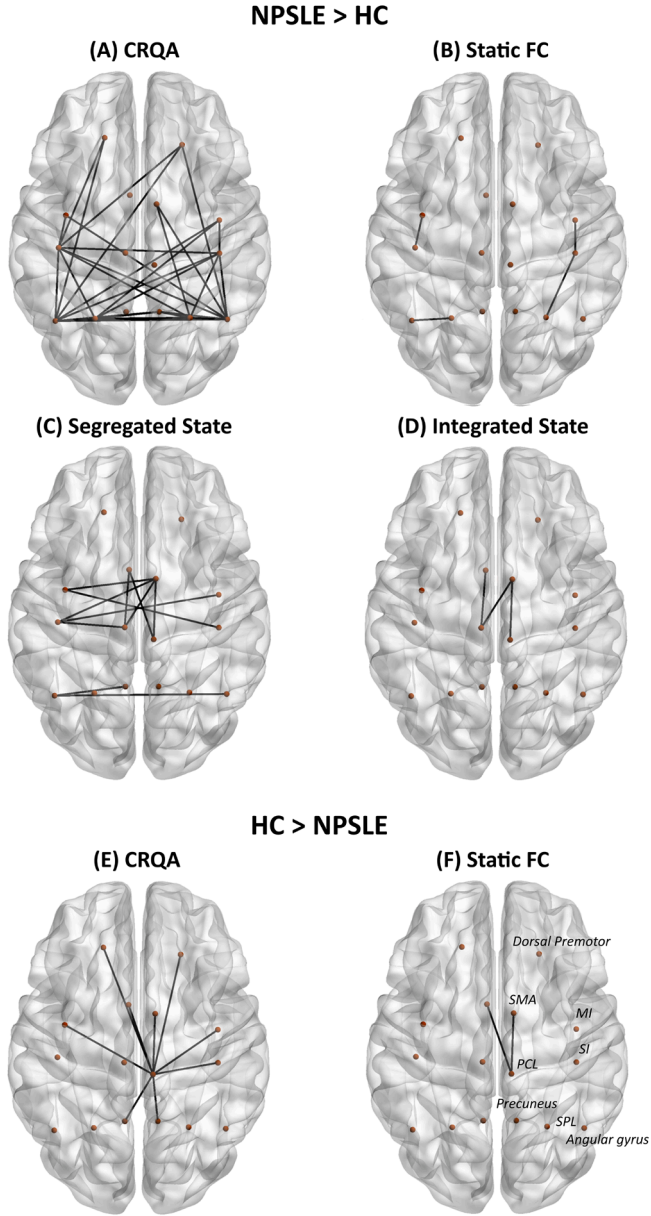 NPSLE > HC
(A) CRQA
(B) Static FC
(C) Segregated State
(D) Integrated State
HC > NPSLE
(E) CRQA
(F) Static FC
Dorsal Premotor
SMA
MI
SI
PCL
Precuneus
SPL
Angular gyrus